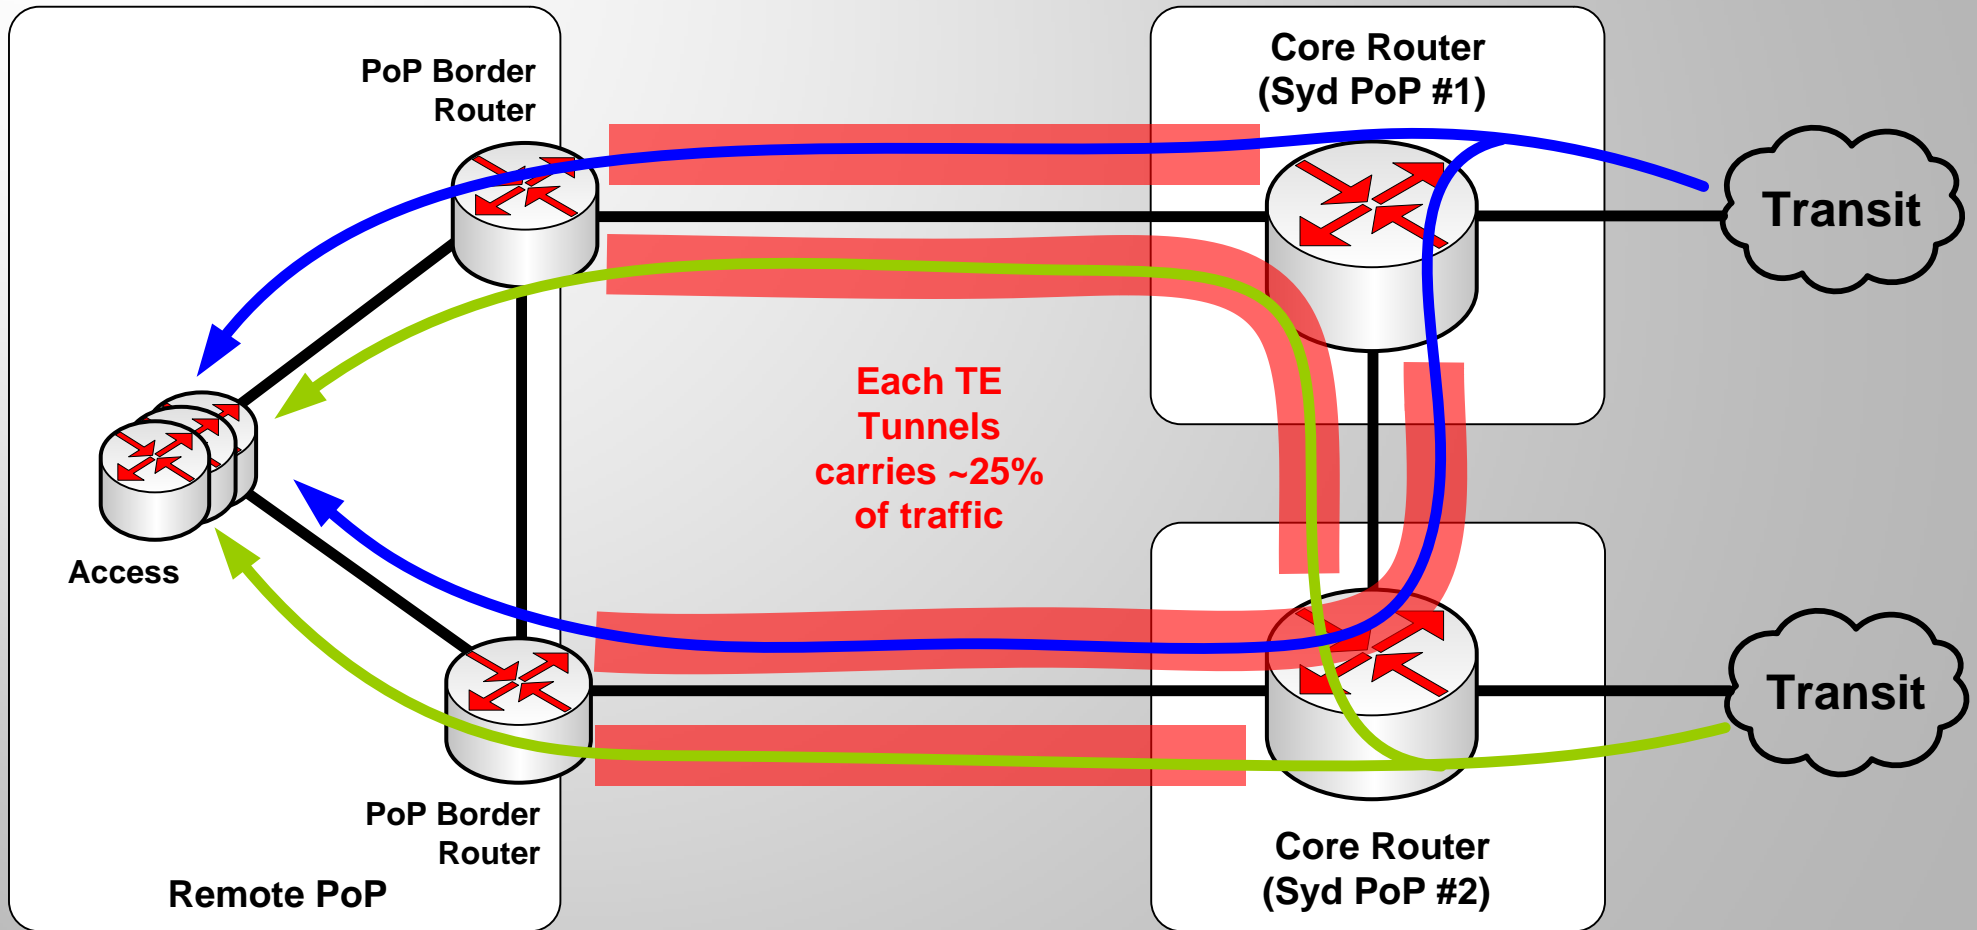 PoP Border
Router
Core Router
(Syd PoP #1)
Transit
Each TE
Tunnels
carries ~25%
of traffic
Access
Transit
PoP Border
Router
Core Router
(Syd PoP #2)
Remote PoP